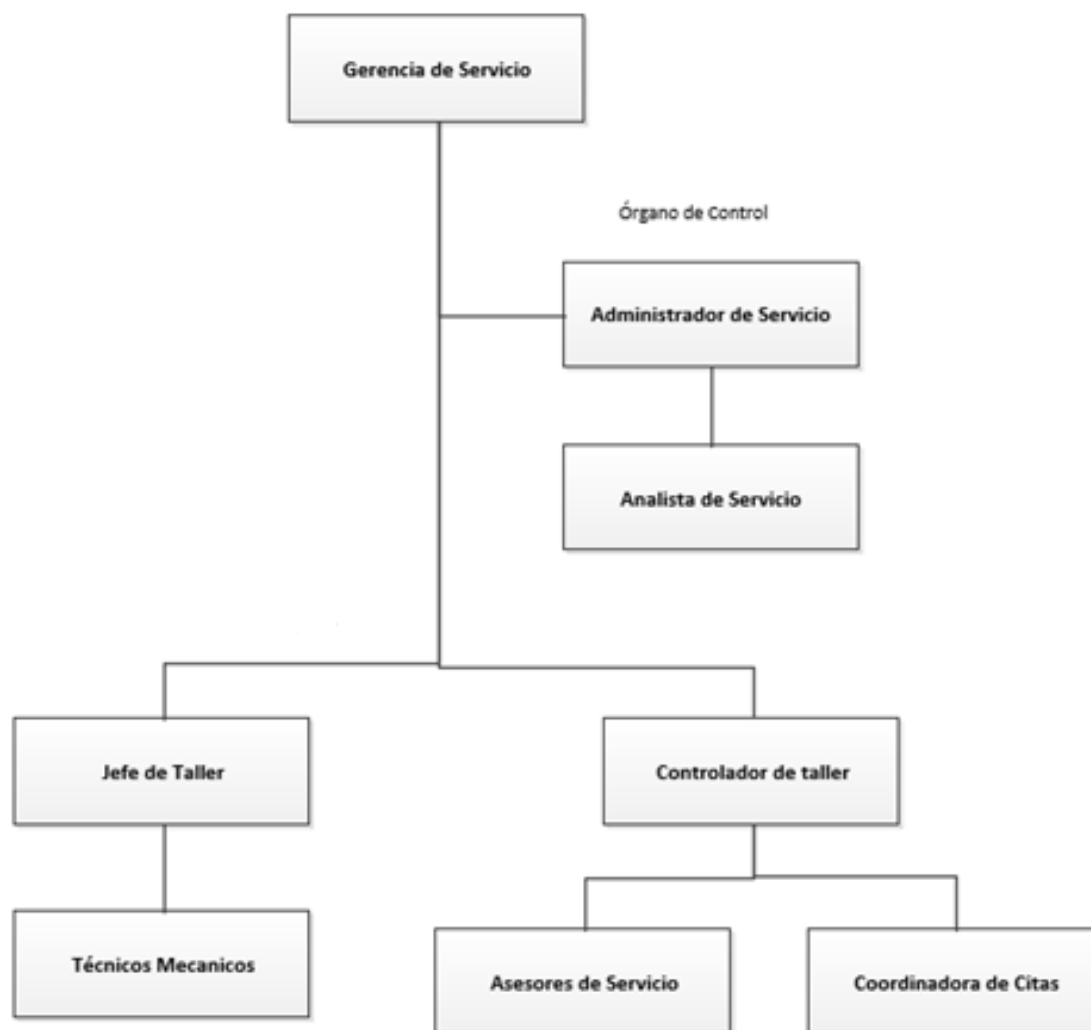 Gerencia de Servicio
Órgano de Control
Administrador de Servicio
Analista de Servicio
Jefe de Taller
Controlador de taller
Técnicos Mecanicos
Asesores de Servicio
Coordinadora de Citas